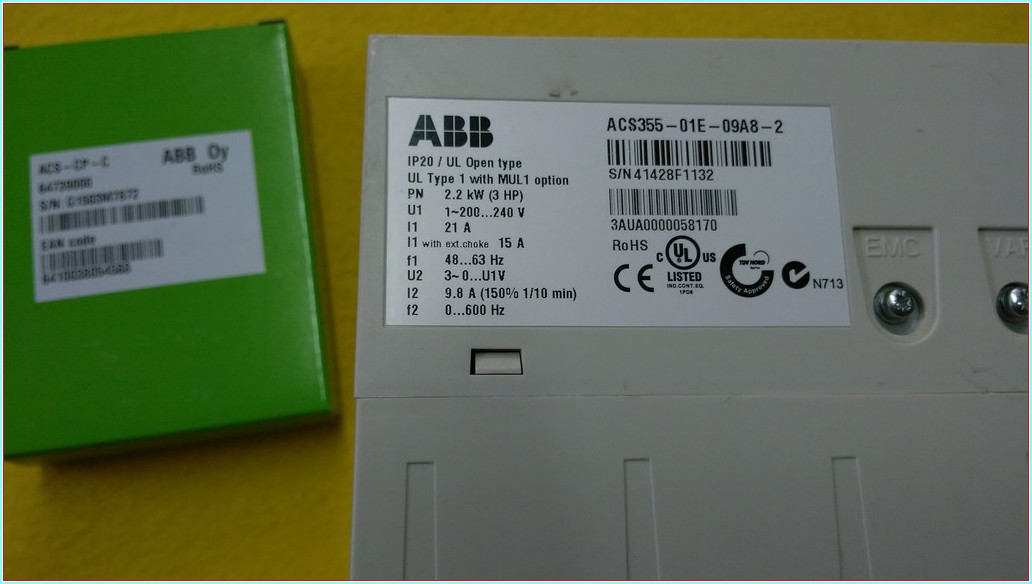 ACS-CP-C
ABB Oy
RoHS
64739000
EAN code
ABB
IP20 / UL Open type
UL Type 1 with MUL1 option
PN 2.2 kW (3 HP)
U1 1~200...240 V
I1 21 A
I1 with ext.choke 15 A
f1 48...63 Hz
U2 3~0...U1V
I2 9.8 A (150% 1/10 min)
f2 0...600 Hz
ACS355-01E-09A8-2
S/N 41428F1132
3AUA0000058170
RoHS
CE
C UL US
LISTED
IND.CONT.EQ.
1PD8
TUV NORD
Safety Approved
N713
EMC
VAR